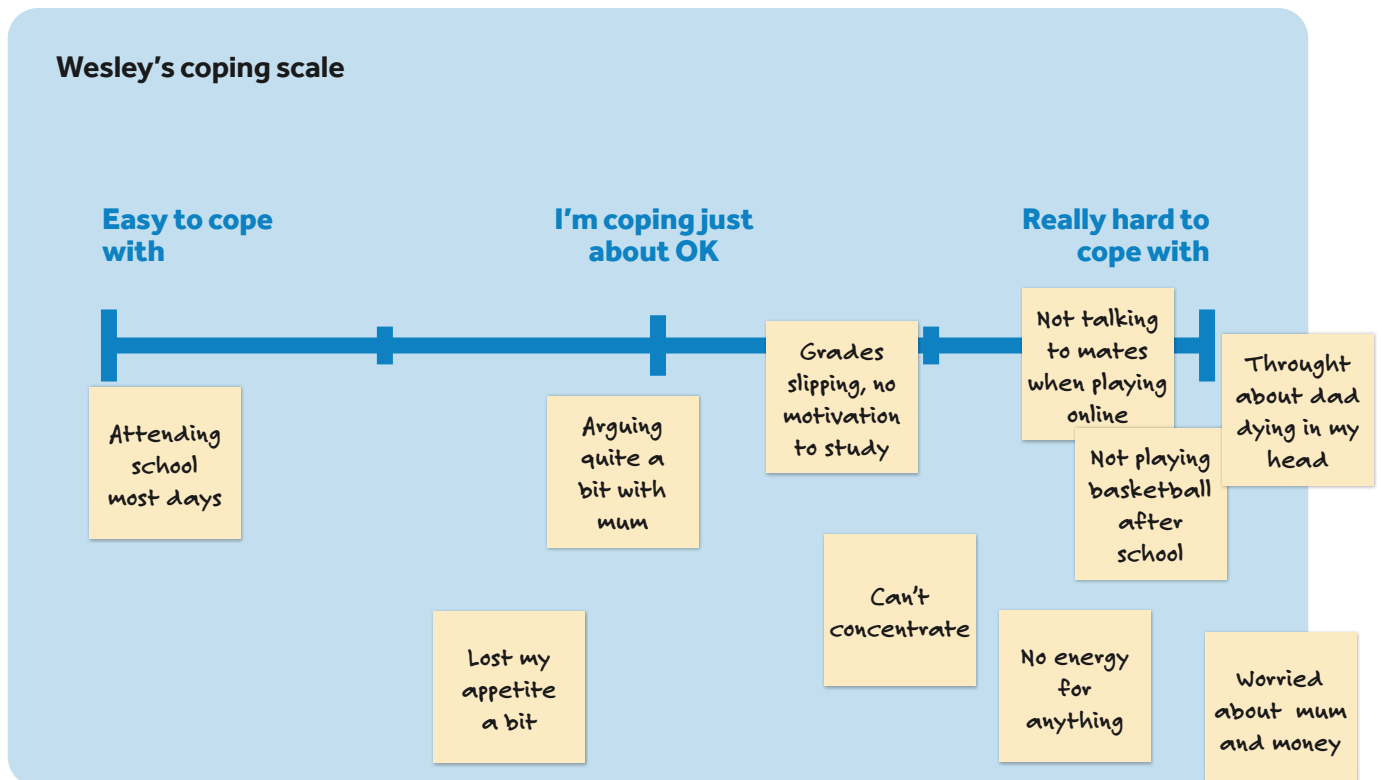 Wesley's coping scale
Easy to cope
with
I'm coping just
about OK
Really hard to
cope with
Attending
school
most days
Lost my
appetite
a bit
Arguing
quite a
bit with
mum
Grades
slipping, no
motivation
to study
Can't
concentrate
Not talking
to mates
when playing
online
Not playing
basketball
after
school
No energy
for
anything
Throught
about dad
dying in my
head
Worried
about mum
and money